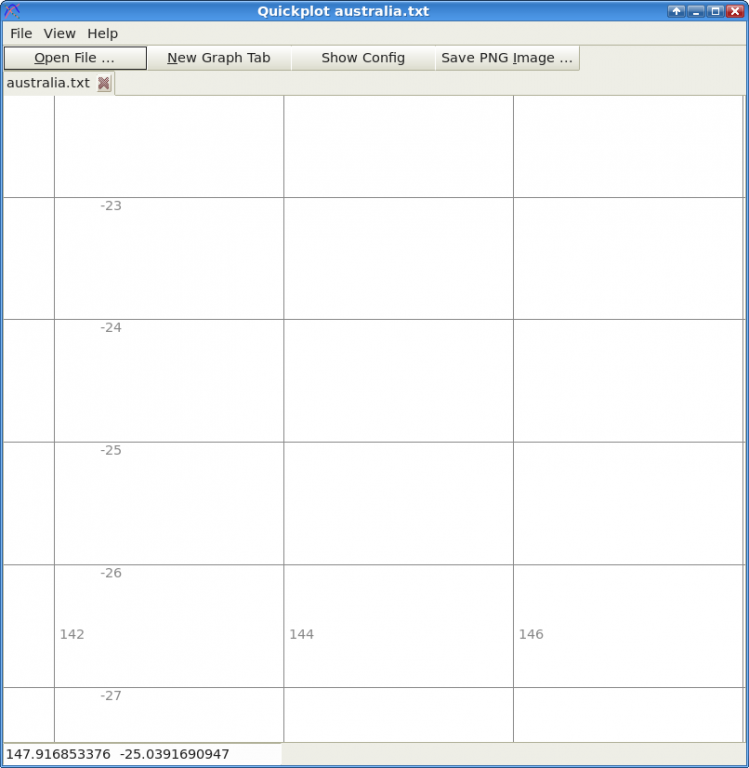 Quickplot australia.txt
File View Help
Open File ... New Graph Tab Show Config Save PNG Image ...
australia.txt
-23
-24
-25
-26
142 144 146
-27
147.916853376 -25.0391690947